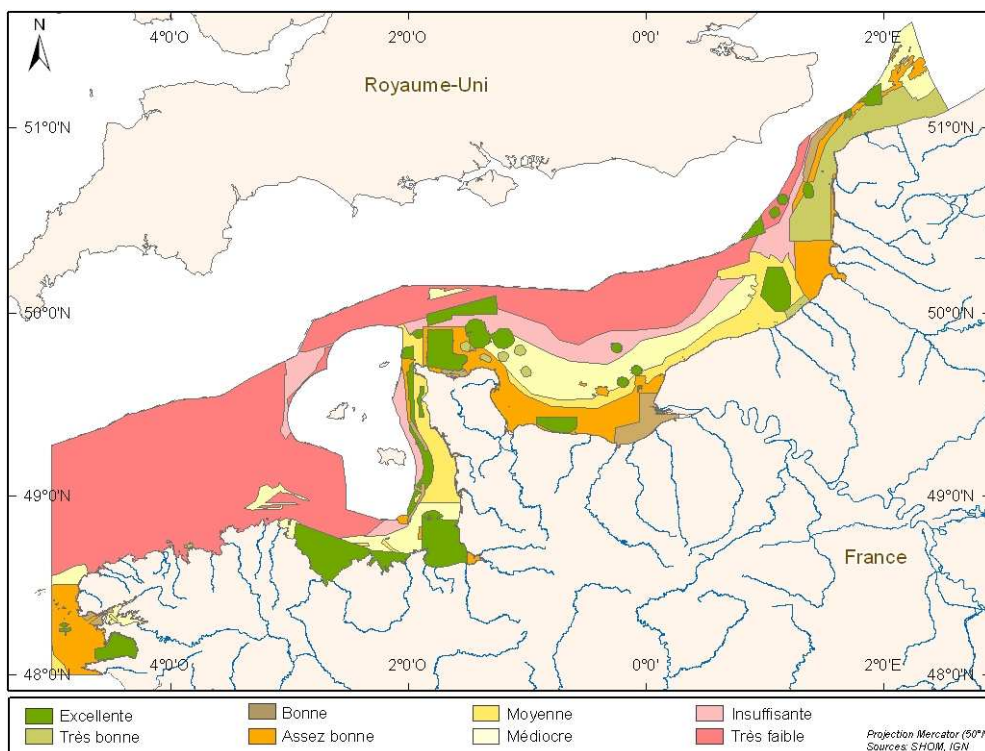 N
4°0'O 2°0'O 0°0' 2°0'E
Royaume-Uni
51°0'N 51°0'N
50°0'N 50°0'N
49°0'N 49°0'N
France
48°0'N 48°0'N
4°0'O 2°0'O 0°0' 2°0'E
Excellente Bonne Moyenne Insuffisante
Très bonne Assez bonne Médiocre Très faible
Projection Mercator (50°N
Sources: SHOM, IGN